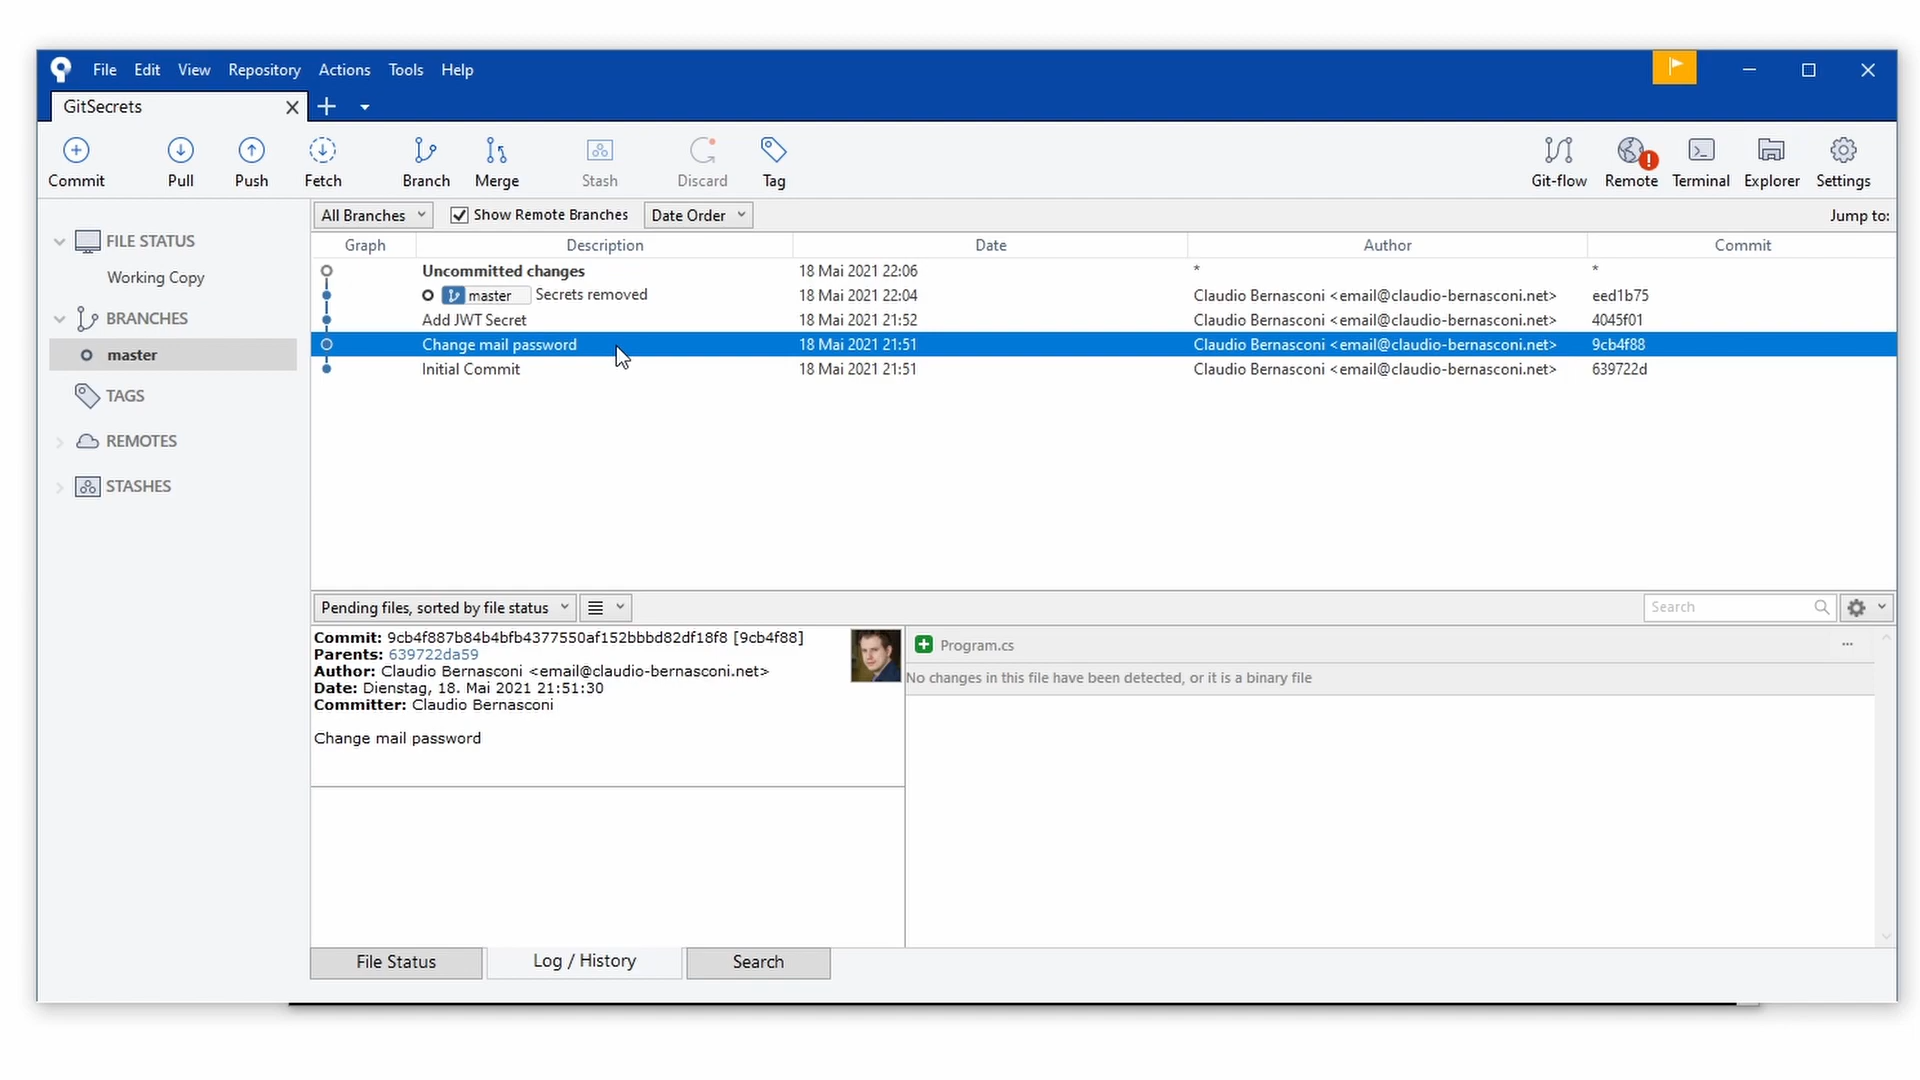 File Edit View Repository Actions Tools Help
GitSecrets
Commit Pull Push Fetch Branch Merge Stash Discard Tag Git-flow Remote Terminal Explorer Settings
All Branches Show Remote Branches Date Order Jump to:
Graph Description Date Author Commit
Uncommitted changes 18 Mai 2021 22:06 * *
master Secrets removed 18 Mai 2021 22:04 Claudio Bernasconi <email@claudio-bernasconi.net> eed1b75
Add JWT Secret 18 Mai 2021 21:52 Claudio Bernasconi <email@claudio-bernasconi.net> 4045f01
Change mail password 18 Mai 2021 21:51 Claudio Bernasconi <email@claudio-bernasconi.net> 9cb4f88
Initial Commit 18 Mai 2021 21:51 Claudio Bernasconi <email@claudio-bernasconi.net> 639722d
FILE STATUS
Working Copy
BRANCHES
master
TAGS
REMOTES
STASHES
Pending files, sorted by file status Search
Commit: 9cb4f887b84b4bfb4377550af152bbbd82df18f8 [9cb4f88]
Parents: 639722da59
Author: Claudio Bernasconi <email@claudio-bernasconi.net>
Date: Dienstag, 18. Mai 2021 21:51:30
Committer: Claudio Bernasconi
Change mail password
Program.cs
No changes in this file have been detected, or it is a binary file
File Status Log / History Search